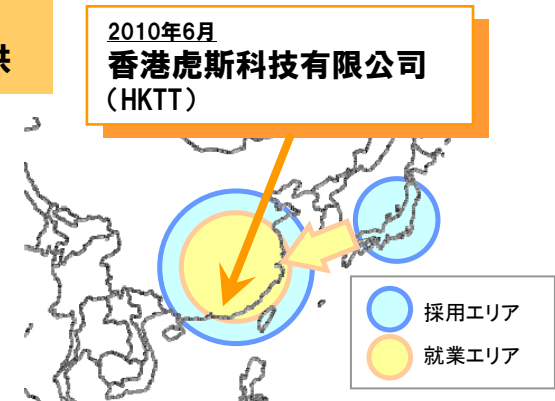 供
2010年6月
香港虎斯科技有限公司
（HKTT）
採用エリア
就業エリア